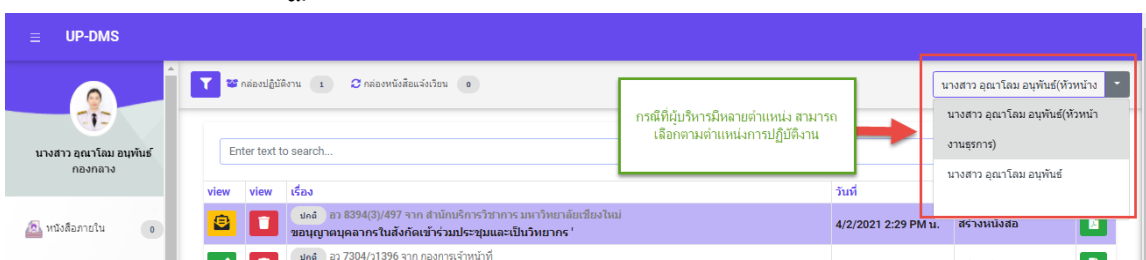 UP-DMS
กล่องปฏิบัติงาน 1 กล่องหนังสือแจ้งเวียน 0
นางสาว อุณาโลม อนุพันธ์(หัวหน้าง
กรณีที่ผู้บริหารมีหลายตำแหน่ง สามารถ
เลือกตามตำแหน่งการปฏิบัติงาน
นางสาว อุณาโลม อนุพันธ์(หัวหน้า
งานธุรการ)
นางสาว อุณาโลม อนุพันธ์
นางสาว อุณาโลม อนุพันธ์
กองกลาง
Enter text to search...
view view เรื่อง วันที่
ปกติ อว 8394(3)/497 จาก สำนักบริการวิชาการ มหาวิทยาลัยเชียงใหม่
ขออนุญาตบุคลากรในสังกัดเข้าร่วมประชุมและเป็นวิทยากร '
4/2/2021 2:29 PM น. สร้างหนังสือ
หนังสือภายใน 0
ปกติ อว 7304/ว1396 จาก กองการเจ้าหน้าที่